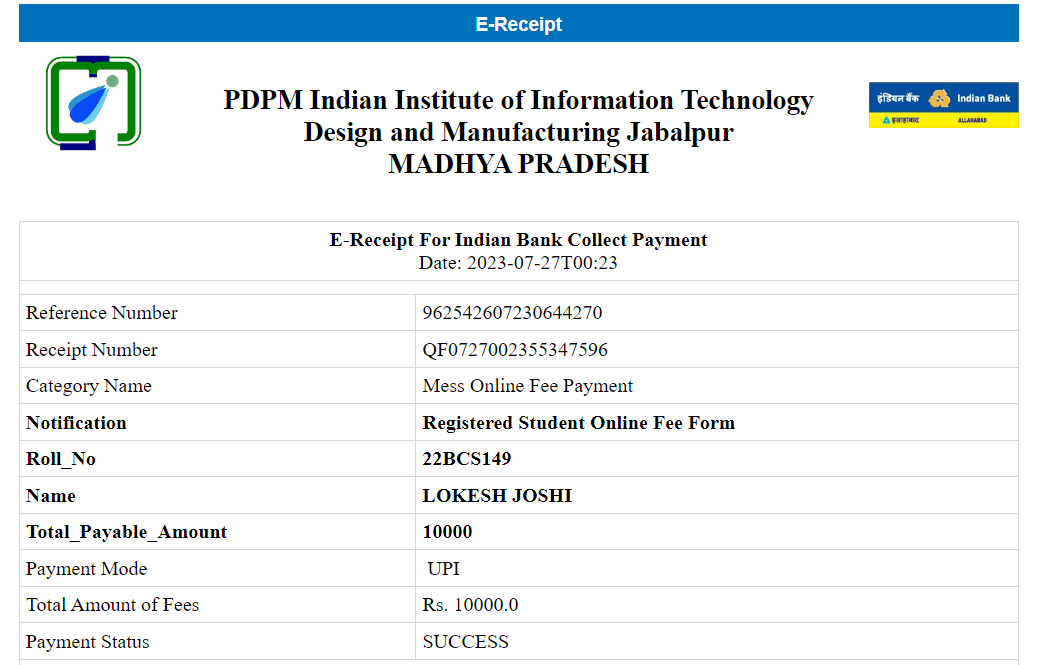 E-Receipt
PDPM Indian Institute of Information Technology
Design and Manufacturing Jabalpur
MADHYA PRADESH
इंडियन बैंक Indian Bank
इलाहाबाद ALLAHABAD
E-Receipt For Indian Bank Collect Payment
Date: 2023-07-27T00:23
Reference Number 962542607230644270
Receipt Number QF0727002355347596
Category Name Mess Online Fee Payment
Notification Registered Student Online Fee Form
Roll_No 22BCS149
Name LOKESH JOSHI
Total_Payable_Amount 10000
Payment Mode UPI
Total Amount of Fees Rs. 10000.0
Payment Status SUCCESS